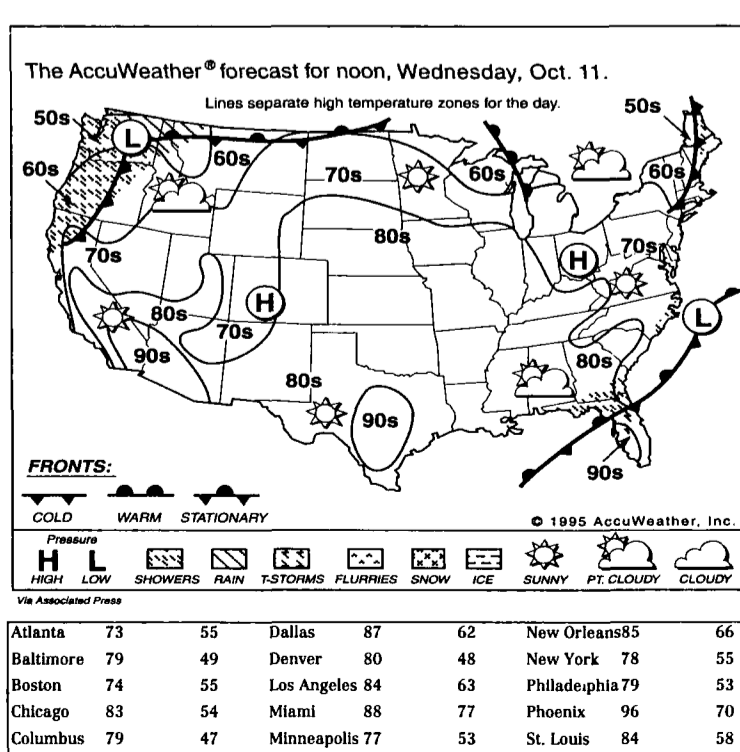 The AccuWeather® forecast for noon, Wednesday, Oct. 11.
Lines separate high temperature zones for the day.
50s
L
60s
60s
70s
60s
50s
60s
80s
70s
H
70s
80s
90s
70s
H
L
80s
90s
80s
90s
FRONTS:
COLD WARM STATIONARY
© 1995 AccuWeather, Inc.
Pressure
H L
HIGH LOW SHOWERS RAIN T-STORMS FLURRIES SNOW ICE SUNNY PT. CLOUDY CLOUDY
Via Associated Press
Atlanta 73 55 Dallas 87 62 New Orleans 85 66
Baltimore 79 49 Denver 80 48 New York 78 55
Boston 74 55 Los Angeles 84 63 Philadelphia 79 53
Chicago 83 54 Miami 88 77 Phoenix 96 70
Columbus 79 47 Minneapolis 77 53 St. Louis 84 58